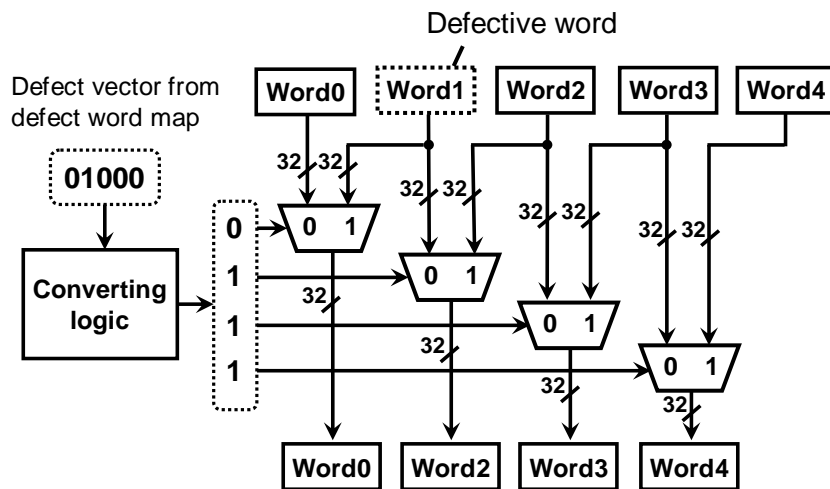 Defective word
Defect vector from
defect word map
Word0 Word1 Word2 Word3 Word4
01000
32 32 32 32 32 32 32 32
0 1
0
0 1
1
Converting
logic
32
0 1
1
32
0 1
1
32
32
Word0 Word2 Word3 Word4